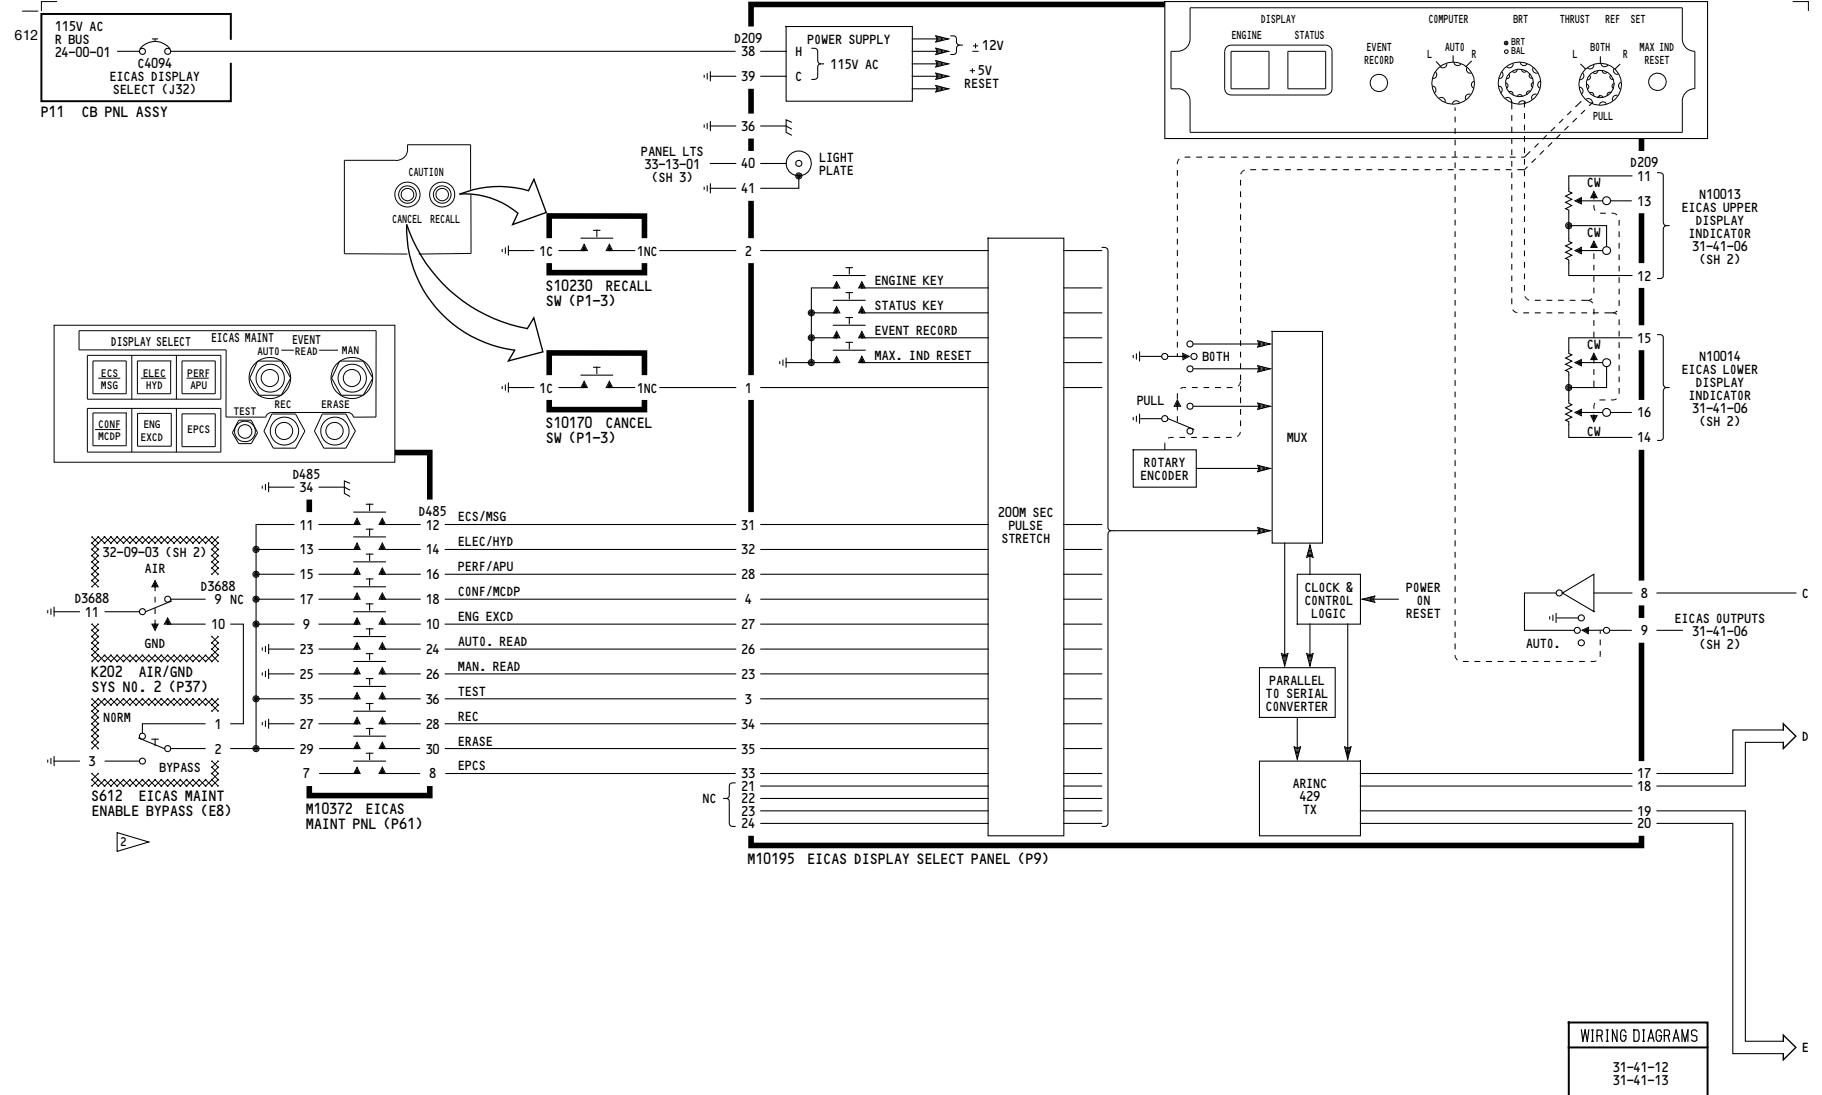 612
115V AC
R BUS
24-00-01
C4094
EICAS DISPLAY
SELECT (J32)
P11 CB PNL ASSY
D209
38
39
H
C
POWER SUPPLY
115V AC
± 12V
+5V
RESET
36
PANEL LTS
33-13-01
(SH 3)
40
41
LIGHT
PLATE
DISPLAY
ENGINE STATUS
EVENT
RECORD
COMPUTER
L AUTO R
BRT
BRT
BAL
THRUST REF SET
L BOTH R
PULL
MAX IND
RESET
CAUTION
CANCEL RECALL
1C 1NC 2
S10230 RECALL
SW (P1-3)
1C 1NC 1
S10170 CANCEL
SW (P1-3)
ENGINE KEY
STATUS KEY
EVENT RECORD
MAX. IND RESET
200M SEC
PULSE
STRETCH
BOTH
PULL
ROTARY
ENCODER
MUX
CLOCK &
CONTROL
LOGIC
POWER
ON
RESET
PARALLEL
TO SERIAL
CONVERTER
ARINC
429
TX
D209
11
CW
13
CW
12
N10013
EICAS UPPER
DISPLAY
INDICATOR
31-41-06
(SH 2)
15
CW
16
CW
14
N10014
EICAS LOWER
DISPLAY
INDICATOR
31-41-06
(SH 2)
8 C
9
AUTO.
EICAS OUTPUTS
31-41-06
(SH 2)
17
18
D
19
20
E
DISPLAY SELECT
EICAS MAINT
EVENT
AUTO READ MAN
ECS
MSG
ELEC
HYD
PERF
APU
CONF
MCDP
ENG
EXCD
EPCS
TEST
REC
ERASE
D485
34
D485
11 12 ECS/MSG 31
13 14 ELEC/HYD 32
15 16 PERF/APU 28
17 18 CONF/MCDP 4
9 10 ENG EXCD 27
23 24 AUTO. READ 26
25 26 MAN. READ 23
35 36 TEST 3
27 28 REC 34
29 30 ERASE 35
7 8 EPCS 33
NC
21
22
23
24
M10372 EICAS
MAINT PNL (P61)
32-09-03 (SH 2)
AIR
D3688
11
D3688
9 NC
10
GND
K202 AIR/GND
SYS NO. 2 (P37)
NORM
1
2
3
BYPASS
S612 EICAS MAINT
ENABLE BYPASS (E8)
2
M10195 EICAS DISPLAY SELECT PANEL (P9)
WIRING DIAGRAMS
31-41-12
31-41-13